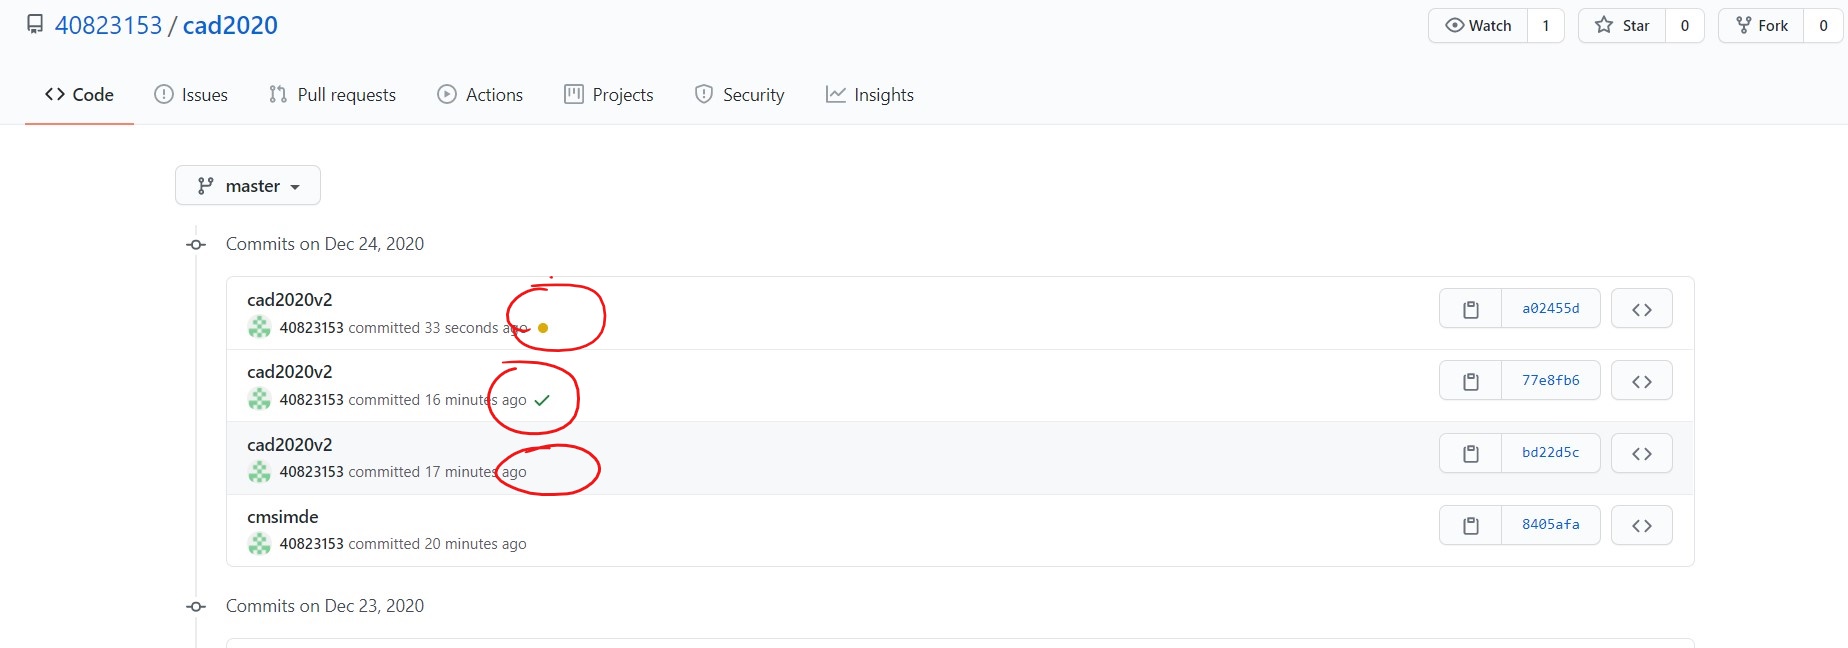 40823153 / cad2020
Watch 1 Star 0 Fork 0
Code Issues Pull requests Actions Projects Security Insights
master
Commits on Dec 24, 2020
cad2020v2
40823153 committed 33 seconds ago
a02455d
cad2020v2
40823153 committed 16 minutes ago
77e8fb6
cad2020v2
40823153 committed 17 minutes ago
bd22d5c
cmsimde
40823153 committed 20 minutes ago
8405afa
Commits on Dec 23, 2020